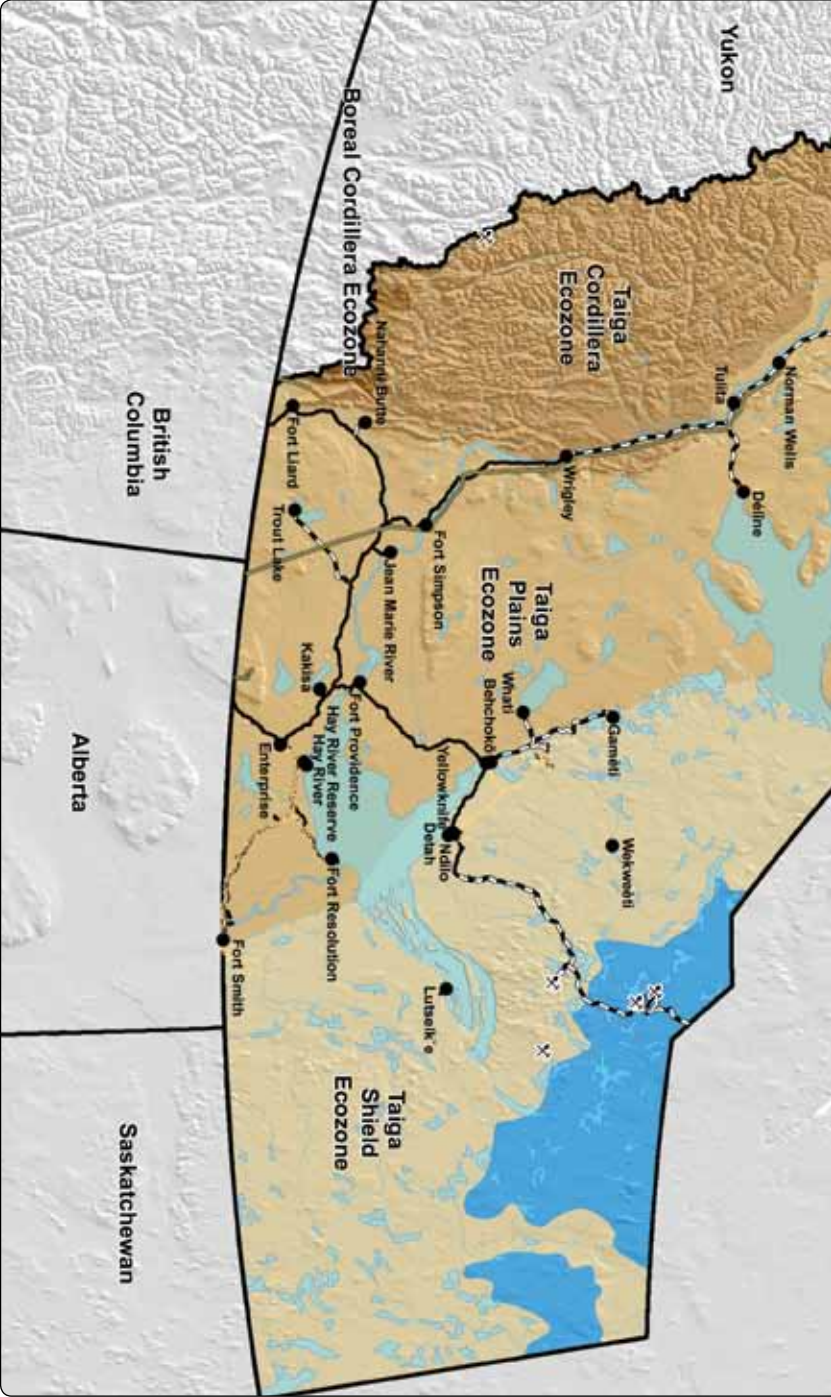 Yukon
Boreal Cordillera Ecozone
Taiga
Cordillera
Ecozone
Norman Wells
Tulita
Déline
Wrigley
Nahanni Butte
Fort Liard
Trout Lake
Fort Simpson
Jean Marie River
Taiga
Plains
Ecozone
Whatì
Behchokǫ̀
Gamètì
Wekweètì
Kakisa
Fort Providence
Hay River Reserve
Hay River
Enterprise
Yellowknife
Ndilo
Detah
Fort Resolution
Fort Smith
Lutselk'e
Taiga
Shield
Ecozone
British
Columbia
Alberta
Saskatchewan